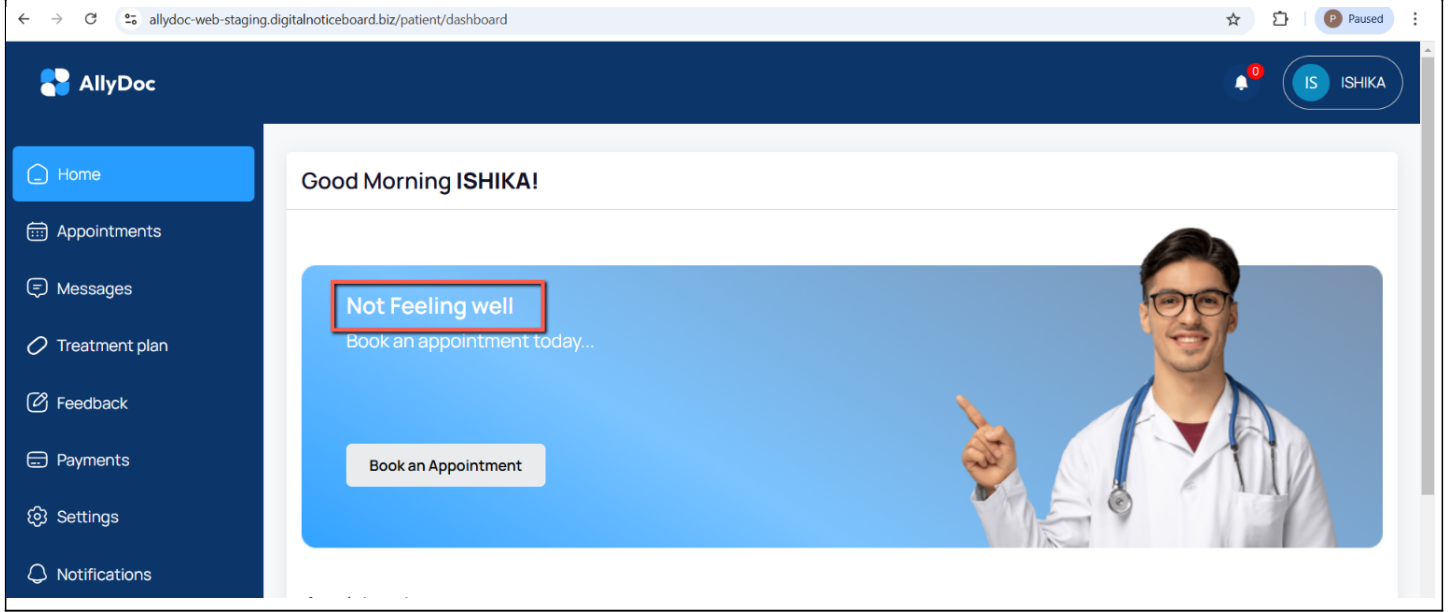 allydoc-web-staging.digitalnoticeboard.biz/patient/dashboard
P Paused
AllyDoc
0
IS ISHIKA
Home
Appointments
Messages
Treatment plan
Feedback
Payments
Settings
Notifications
Good Morning ISHIKA!
Not Feeling well
Book an appointment today...
Book an Appointment